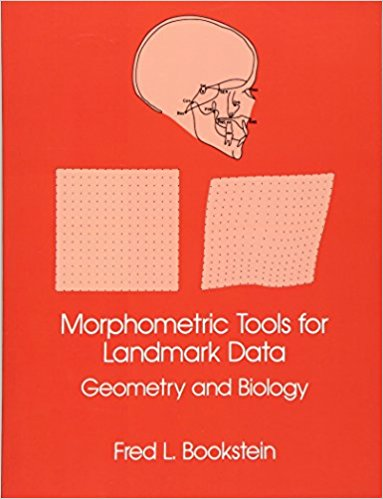 Morphometric Tools for
Landmark Data
Geometry and Biology
Fred L. Bookstein